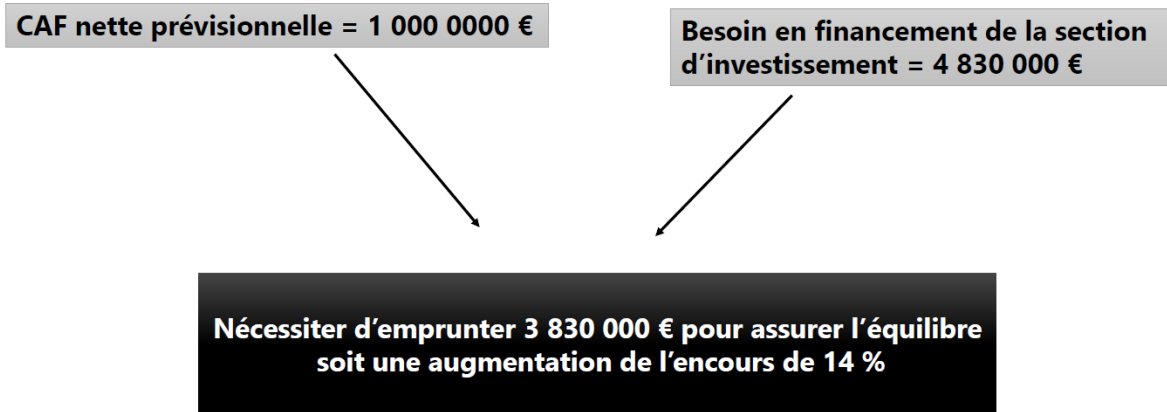 CAF nette prévisionnelle = 1 000 0000 €
Besoin en financement de la section
d’investissement = 4 830 000 €
Nécessiter d’emprunter 3 830 000 € pour assurer l’équilibre
soit une augmentation de l’encours de 14 %